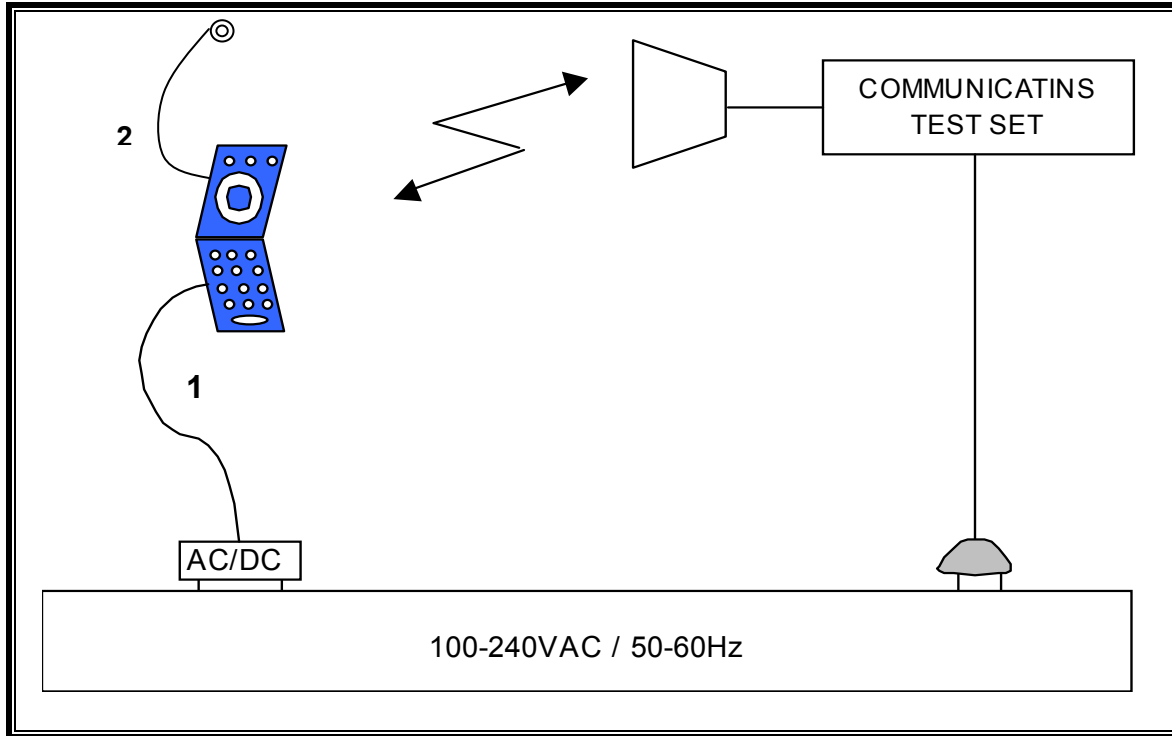 COMMUNICATINS
TEST SET
2
1
AC/DC
100-240VAC / 50-60Hz